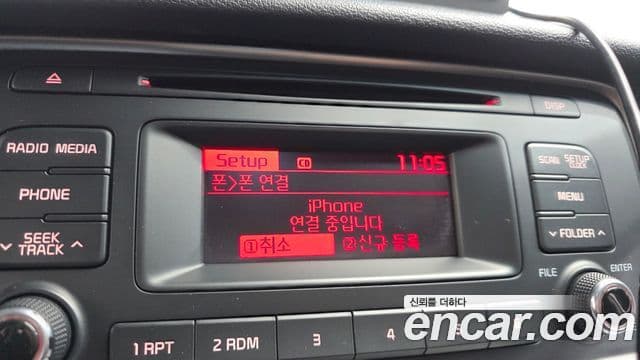 DISP
RADIO MEDIA
PHONE
SEEK
TRACK
Setup CD 11:05
폰>폰 연결
iPhone
연결 중입니다
1취소 2신규 등록
SCAN SETUP
CLOCK
MENU
FOLDER
FILE ENTER
1 RPT 2 RDM 3 4
신뢰를 더하다
encar.com